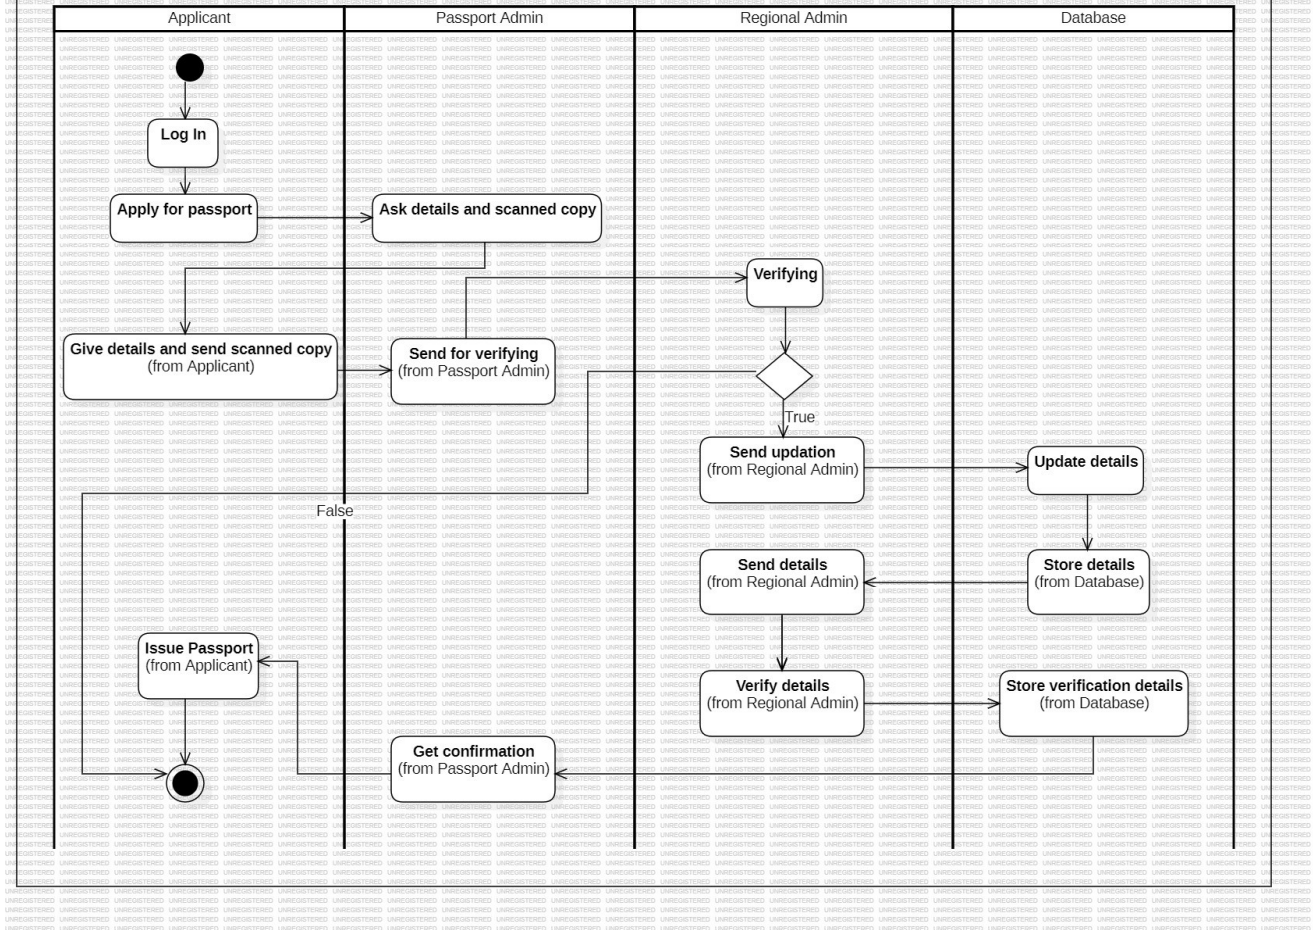 Applicant
Passport Admin
Regional Admin
Database
Log In
Apply for passport
Ask details and scanned copy
Verifying
Give details and send scanned copy
(from Applicant)
Send for verifying
(from Passport Admin)
True
Send updation
(from Regional Admin)
Update details
False
Send details
(from Regional Admin)
Store details
(from Database)
Issue Passport
(from Applicant)
Verify details
(from Regional Admin)
Store verification details
(from Database)
Get confirmation
(from Passport Admin)
UNREGISTERED